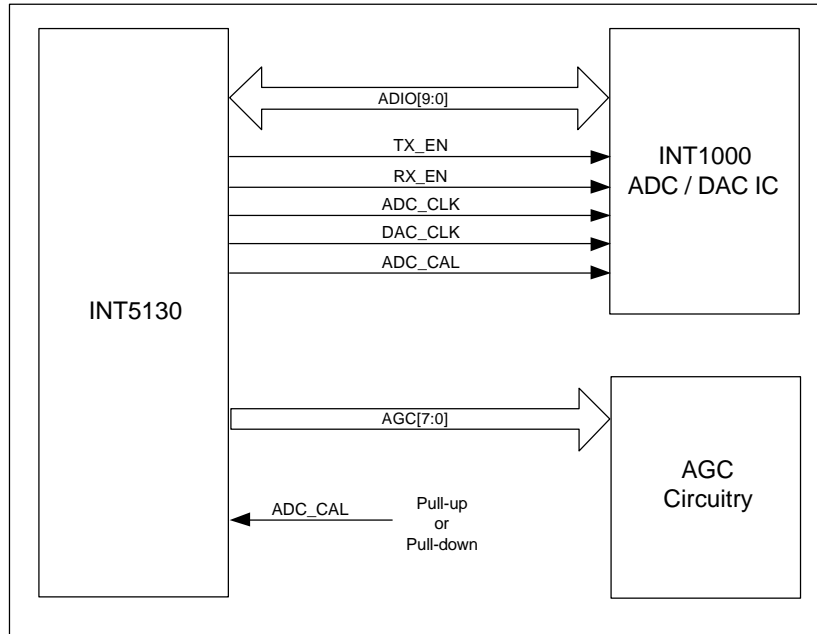 ADIO[9:0]
TX_EN
RX_EN
ADC_CLK
DAC_CLK
ADC_CAL
INT1000
ADC / DAC IC
INT5130
AGC[7:0]
ADC_CAL
Pull-up
or
Pull-down
AGC
Circuitry